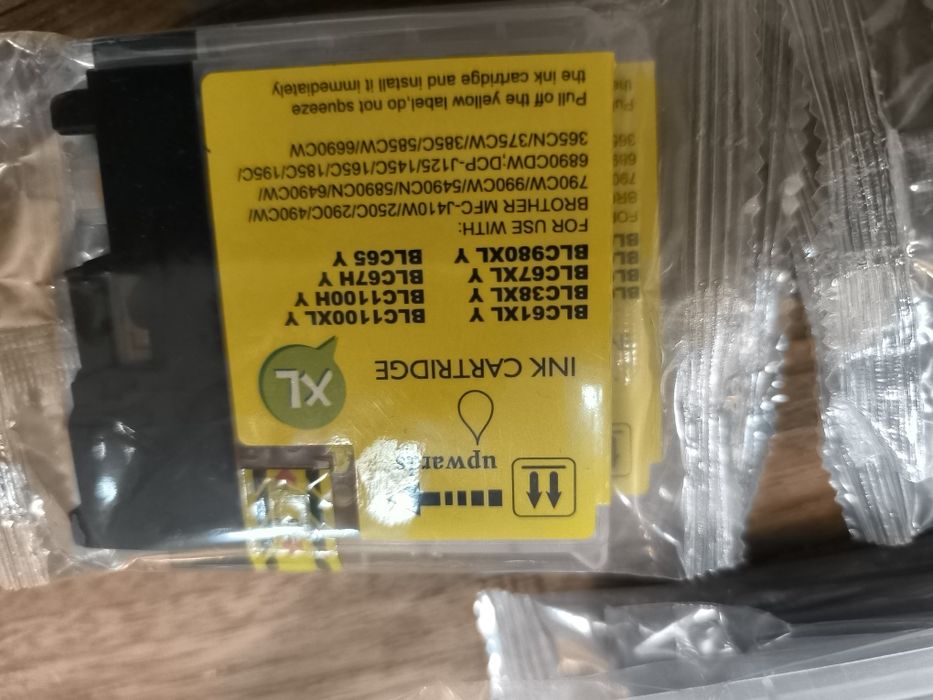 upwards
INK CARTRIDGE
XL
BLC61XL Y BLC1100XL Y
BLC38XL Y BLC1100H Y
BLC67XL Y BLC67H Y
BLC980XL Y BLC65 Y
FOR USE WITH:
BROTHER MFC-J410W/250C/290C/490CW/
790CW/990CW/5490CN/5890CN/6490CW/
6890CDW;DCP-J125/145C/165C/185C/195C/
365CN/375CW/385C/585CW/6690CW
Pull off the yellow label,do not squeeze
the ink cartridge and install it immediately